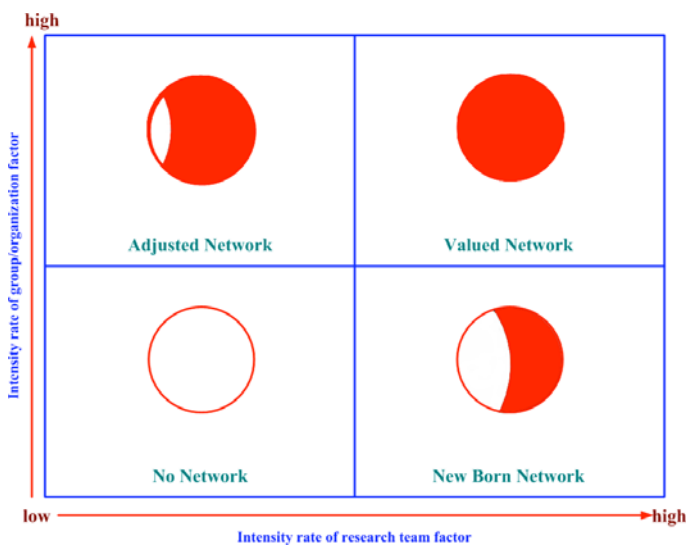 high
Intensity rate of group/organization factor
Adjusted Network
Valued Network
No Network
New Born Network
low
high
Intensity rate of research team factor